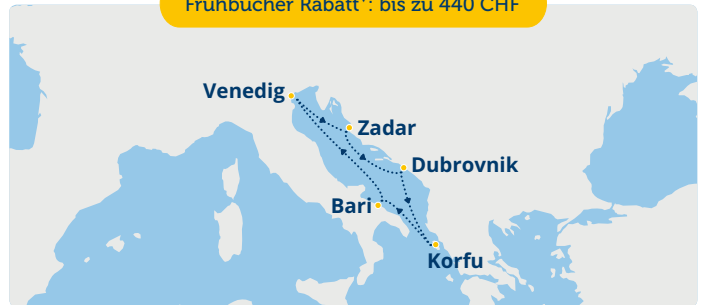 Frühbucher Rabatt*: bis zu 440 CHF
Venedig
Zadar
Dubrovnik
Bari
Korfu